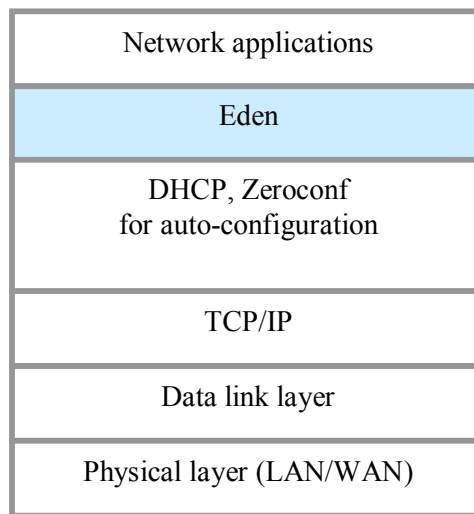 Network applications
Eden
DHCP, Zeroconf
for auto-configuration
TCP/IP
Data link layer
Physical layer (LAN/WAN)